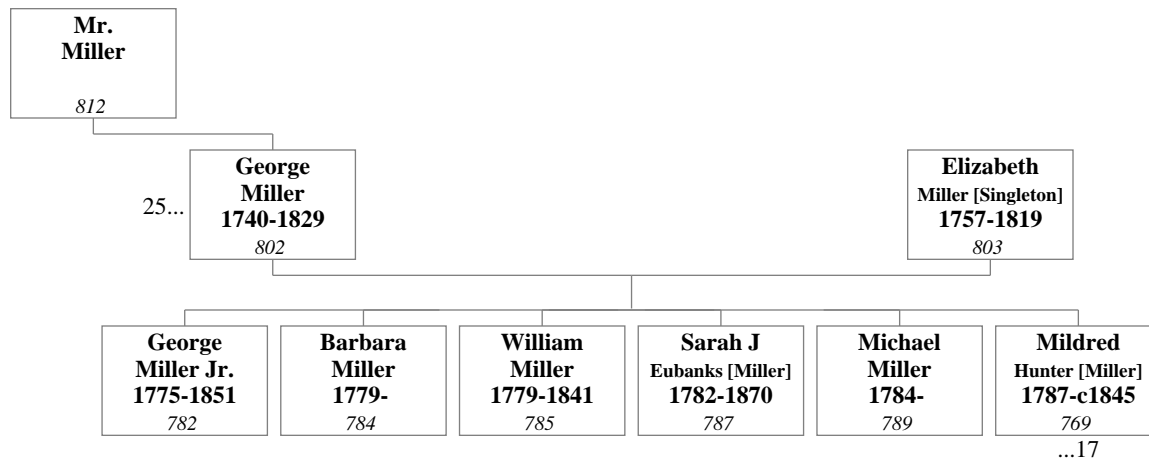 Mr.
Miller
812
George
Miller
1740-1829
802
25...
Elizabeth
Miller [Singleton]
1757-1819
803
George
Miller Jr.
1775-1851
782
Barbara
Miller
1779-
784
William
Miller
1779-1841
785
Sarah J
Eubanks [Miller]
1782-1870
787
Michael
Miller
1784-
789
Mildred
Hunter [Miller]
1787-c1845
769
...17